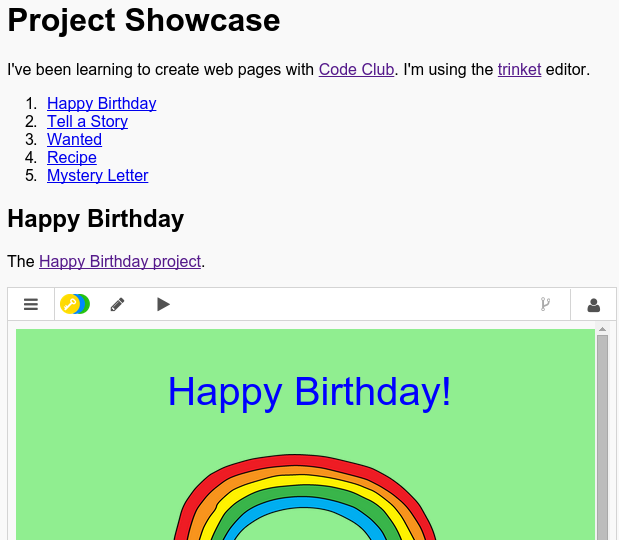 Project Showcase
I've been learning to create web pages with Code Club. I'm using the trinket editor.
1. Happy Birthday
2. Tell a Story
3. Wanted
4. Recipe
5. Mystery Letter
Happy Birthday
The Happy Birthday project.
Happy Birthday!